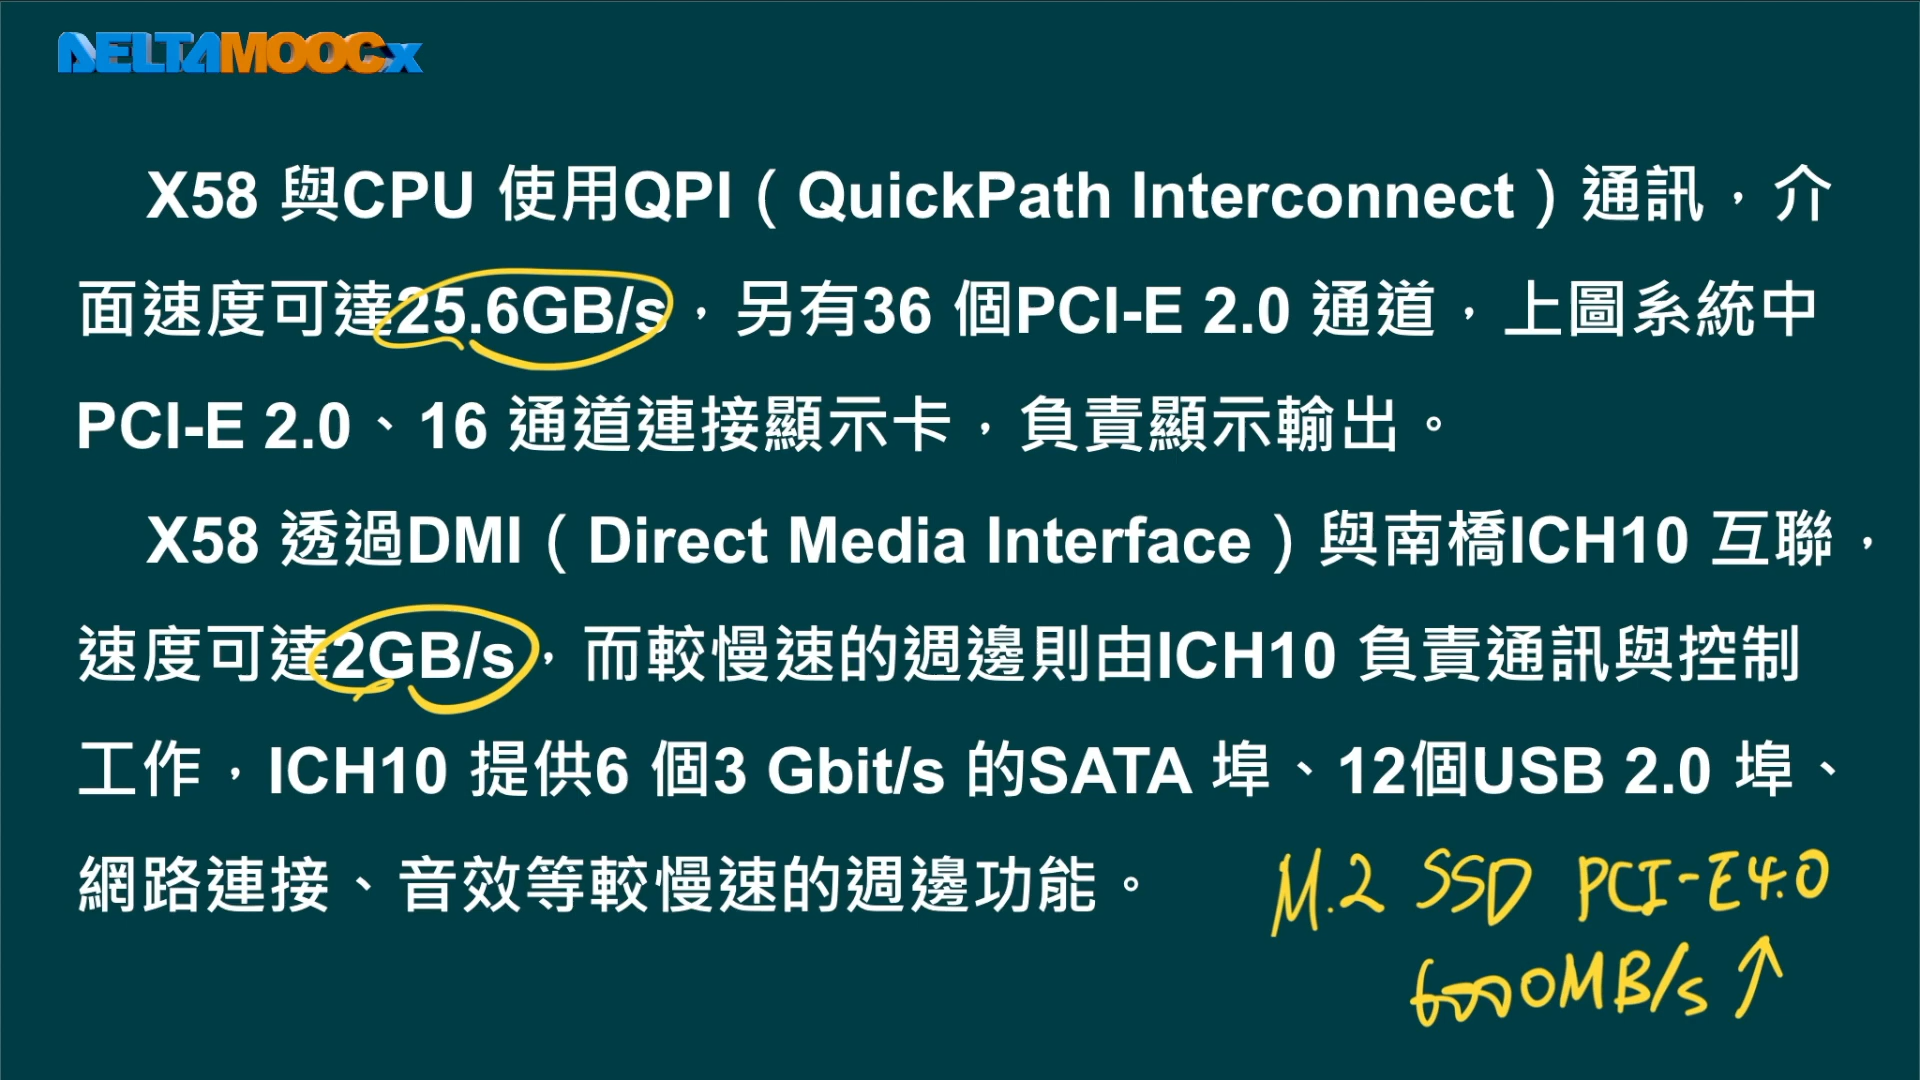 DELTAMOOCx
X58 與CPU 使用QPI（QuickPath Interconnect）通訊，介
面速度可達25.6GB/s，另有36 個PCI-E 2.0 通道，上圖系統中
PCI-E 2.0、16 通道連接顯示卡，負責顯示輸出。
X58 透過DMI（Direct Media Interface）與南橋ICH10 互聯，
速度可達2GB/s，而較慢速的週邊則由ICH10 負責通訊與控制
工作，ICH10 提供6 個3 Gbit/s 的SATA 埠、12個USB 2.0 埠、
網路連接、音效等較慢速的週邊功能。
M.2 SSD PCI-E4.0
6000MB/s↑